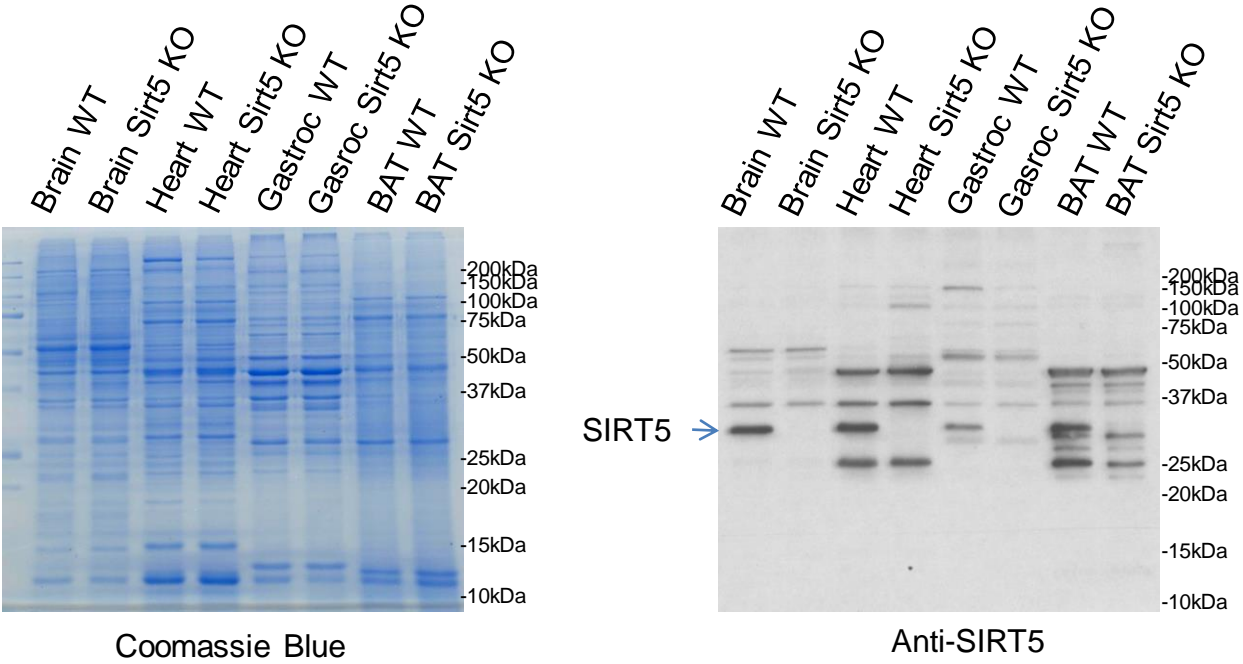 Brain WT
Brain Sirt5 KO
Heart WT
Heart Sirt5 KO
Gastroc WT
Gasroc Sirt5 KO
BAT WT
BAT Sirt5 KO
-200kDa
-150kDa
-100kDa
-75kDa
-50kDa
-37kDa
-25kDa
-20kDa
-15kDa
-10kDa
Coomassie Blue
Brain WT
Brain Sirt5 KO
Heart WT
Heart Sirt5 KO
Gastroc WT
Gasroc Sirt5 KO
BAT WT
BAT Sirt5 KO
SIRT5
-200kDa
-150kDa
-100kDa
-75kDa
-50kDa
-37kDa
-25kDa
-20kDa
-15kDa
-10kDa
Anti-SIRT5